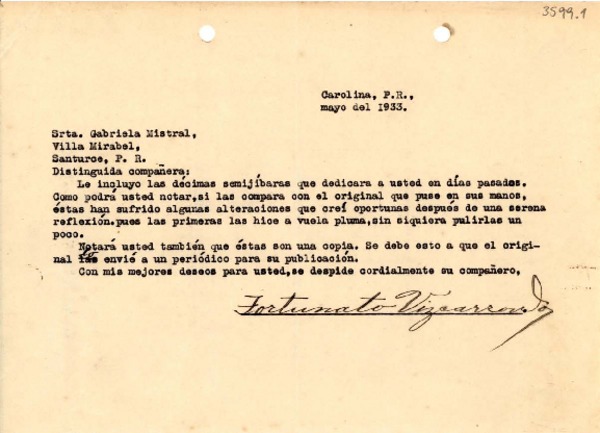 3599.1
Carolina, P.R.,
mayo del 1933.
Srta. Gabriela Mistral,
Villa Mirabel,
Santurce, P. R.
Distinguida compañera:
Le incluyo las décimas semijíbaras que dedicara a usted en días pasados.
Como podrá usted notar,si las compara con el original que puse en sus manos,
éstas han sufrido algunas alteraciones que creí oportunas después de una serena
reflexión.pues las primeras las hice a vuela pluma,sin siquiera pulirlas un
poco.
Notará usted también que éstas son una copia. Se debe esto a que el origi-
nal lo envié a un periódico para su publicación.
Con mis mejores deseos para usted,se despide cordialmente su compañero,
Fortunato Vizcarrondo